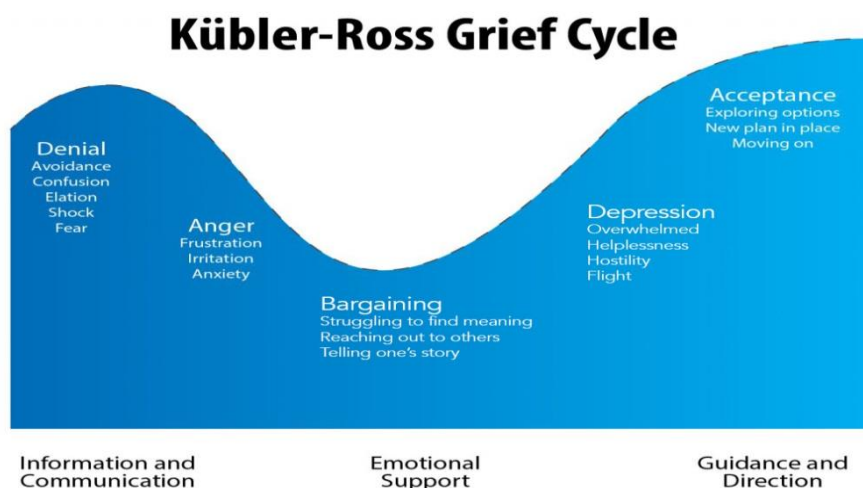 Kübler-Ross Grief Cycle
Denial
Avoidance
Confusion
Elation
Shock
Fear
Anger
Frustration
Irritation
Anxiety
Bargaining
Struggling to find meaning
Reaching out to others
Telling one's story
Depression
Overwhelmed
Helplessness
Hostility
Flight
Acceptance
Exploring options
New plan in place
Moving on
Information and
Communication
Emotional
Support
Guidance and
Direction